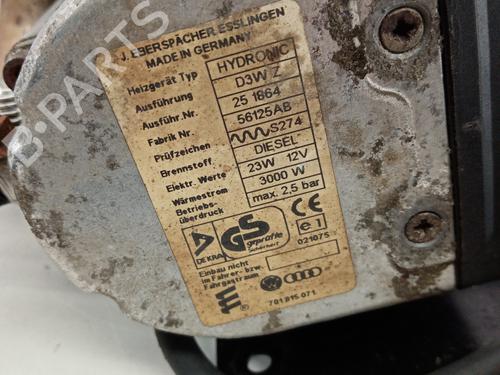 J. EBERSPÄCHER ESSLINGEN
MADE IN GERMANY
Heizgerät Typ HYDRONIC
Ausführung D3W Z
Ausführ.Nr. 25 1864
Fabrik Nr. 56125AB
Prüfzeichen S274
Brennstoff DIESEL
Elektr. Werte 23W 12V
Wärmestrom 3000 W
Betriebs-
überdruck max. 2,5 bar
DEKRA
GS
geprüfte
Sicherheit
CE
e1
021075
Einbau nicht
im Fahrer- bzw.
Fahrgastraum
701 815 071
B-PARTS